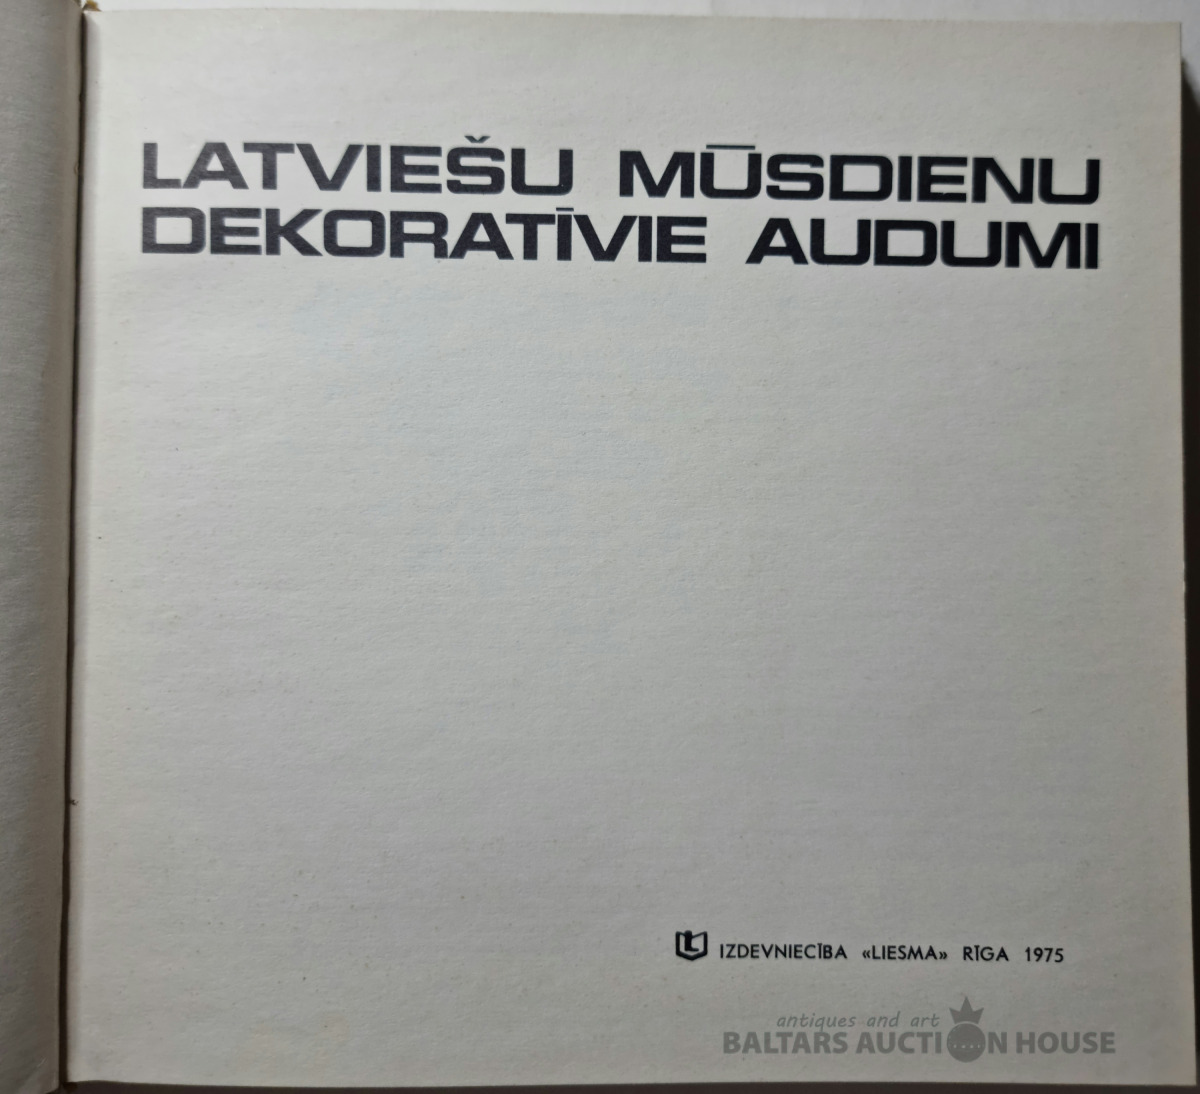 LATVIEŠU MŪSDIENU
DEKORATĪVIE AUDUMI
IZDEVNIECĪBA «LIESMA» RĪGA 1975
antiques and art
BALTARS AUCTION HOUSE